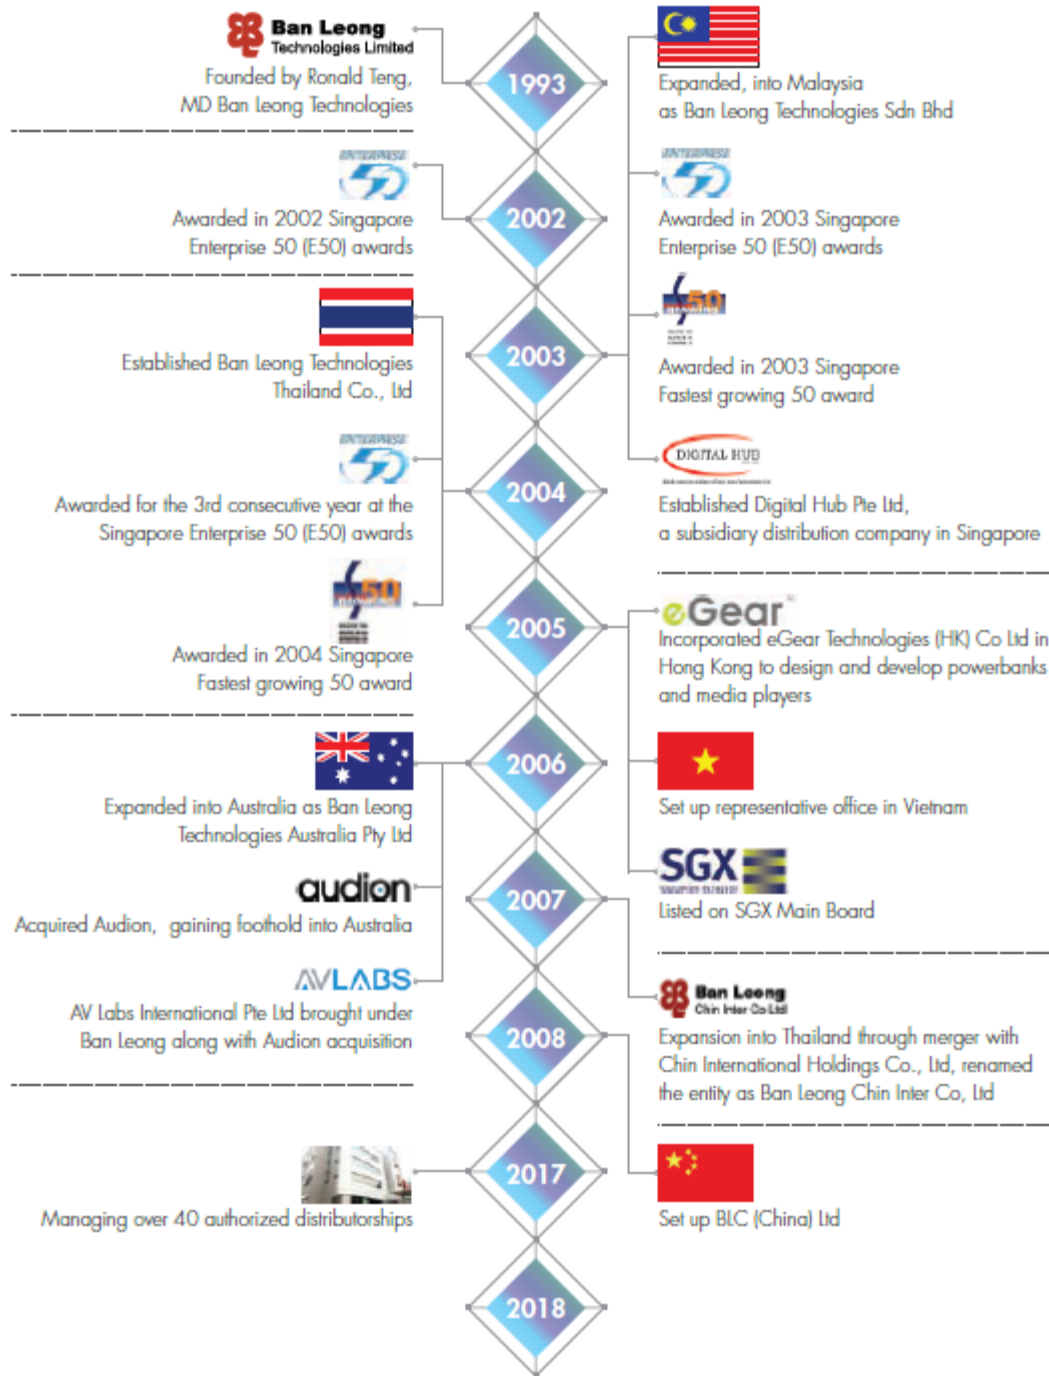 Ban Leong
Technologies Limited
Founded by Ronald Teng,
MD Ban Leong Technologies
1993
Expanded, into Malaysia
as Ban Leong Technologies Sdn Bhd
ENTERPRISE
50
Awarded in 2002 Singapore
Enterprise 50 (E50) awards
2002
ENTERPRISE
50
Awarded in 2003 Singapore
Enterprise 50 (E50) awards
Established Ban Leong Technologies
Thailand Co., Ltd
2003
50
Awarded in 2003 Singapore
Fastest growing 50 award
ENTERPRISE
50
Awarded for the 3rd consecutive year at the
Singapore Enterprise 50 (E50) awards
2004
DIGITAL HUB
Established Digital Hub Pte Ltd,
a subsidiary distribution company in Singapore
50
Awarded in 2004 Singapore
Fastest growing 50 award
2005
eGear
Incorporated eGear Technologies (HK) Co Ltd in
Hong Kong to design and develop powerbanks
and media players
Expanded into Australia as Ban Leong
Technologies Australia Pty Ltd
2006
Set up representative office in Vietnam
audion
Acquired Audion, gaining foothold into Australia
2007
SGX
Listed on SGX Main Board
AVLABS
AV Labs International Pte Ltd brought under
Ban Leong along with Audion acquisition
2008
Ban Leong
Chin Inter Co Ltd
Expansion into Thailand through merger with
Chin International Holdings Co., Ltd, renamed
the entity as Ban Leong Chin Inter Co, Ltd
Managing over 40 authorized distributorships
2017
Set up BLC (China) Ltd
2018